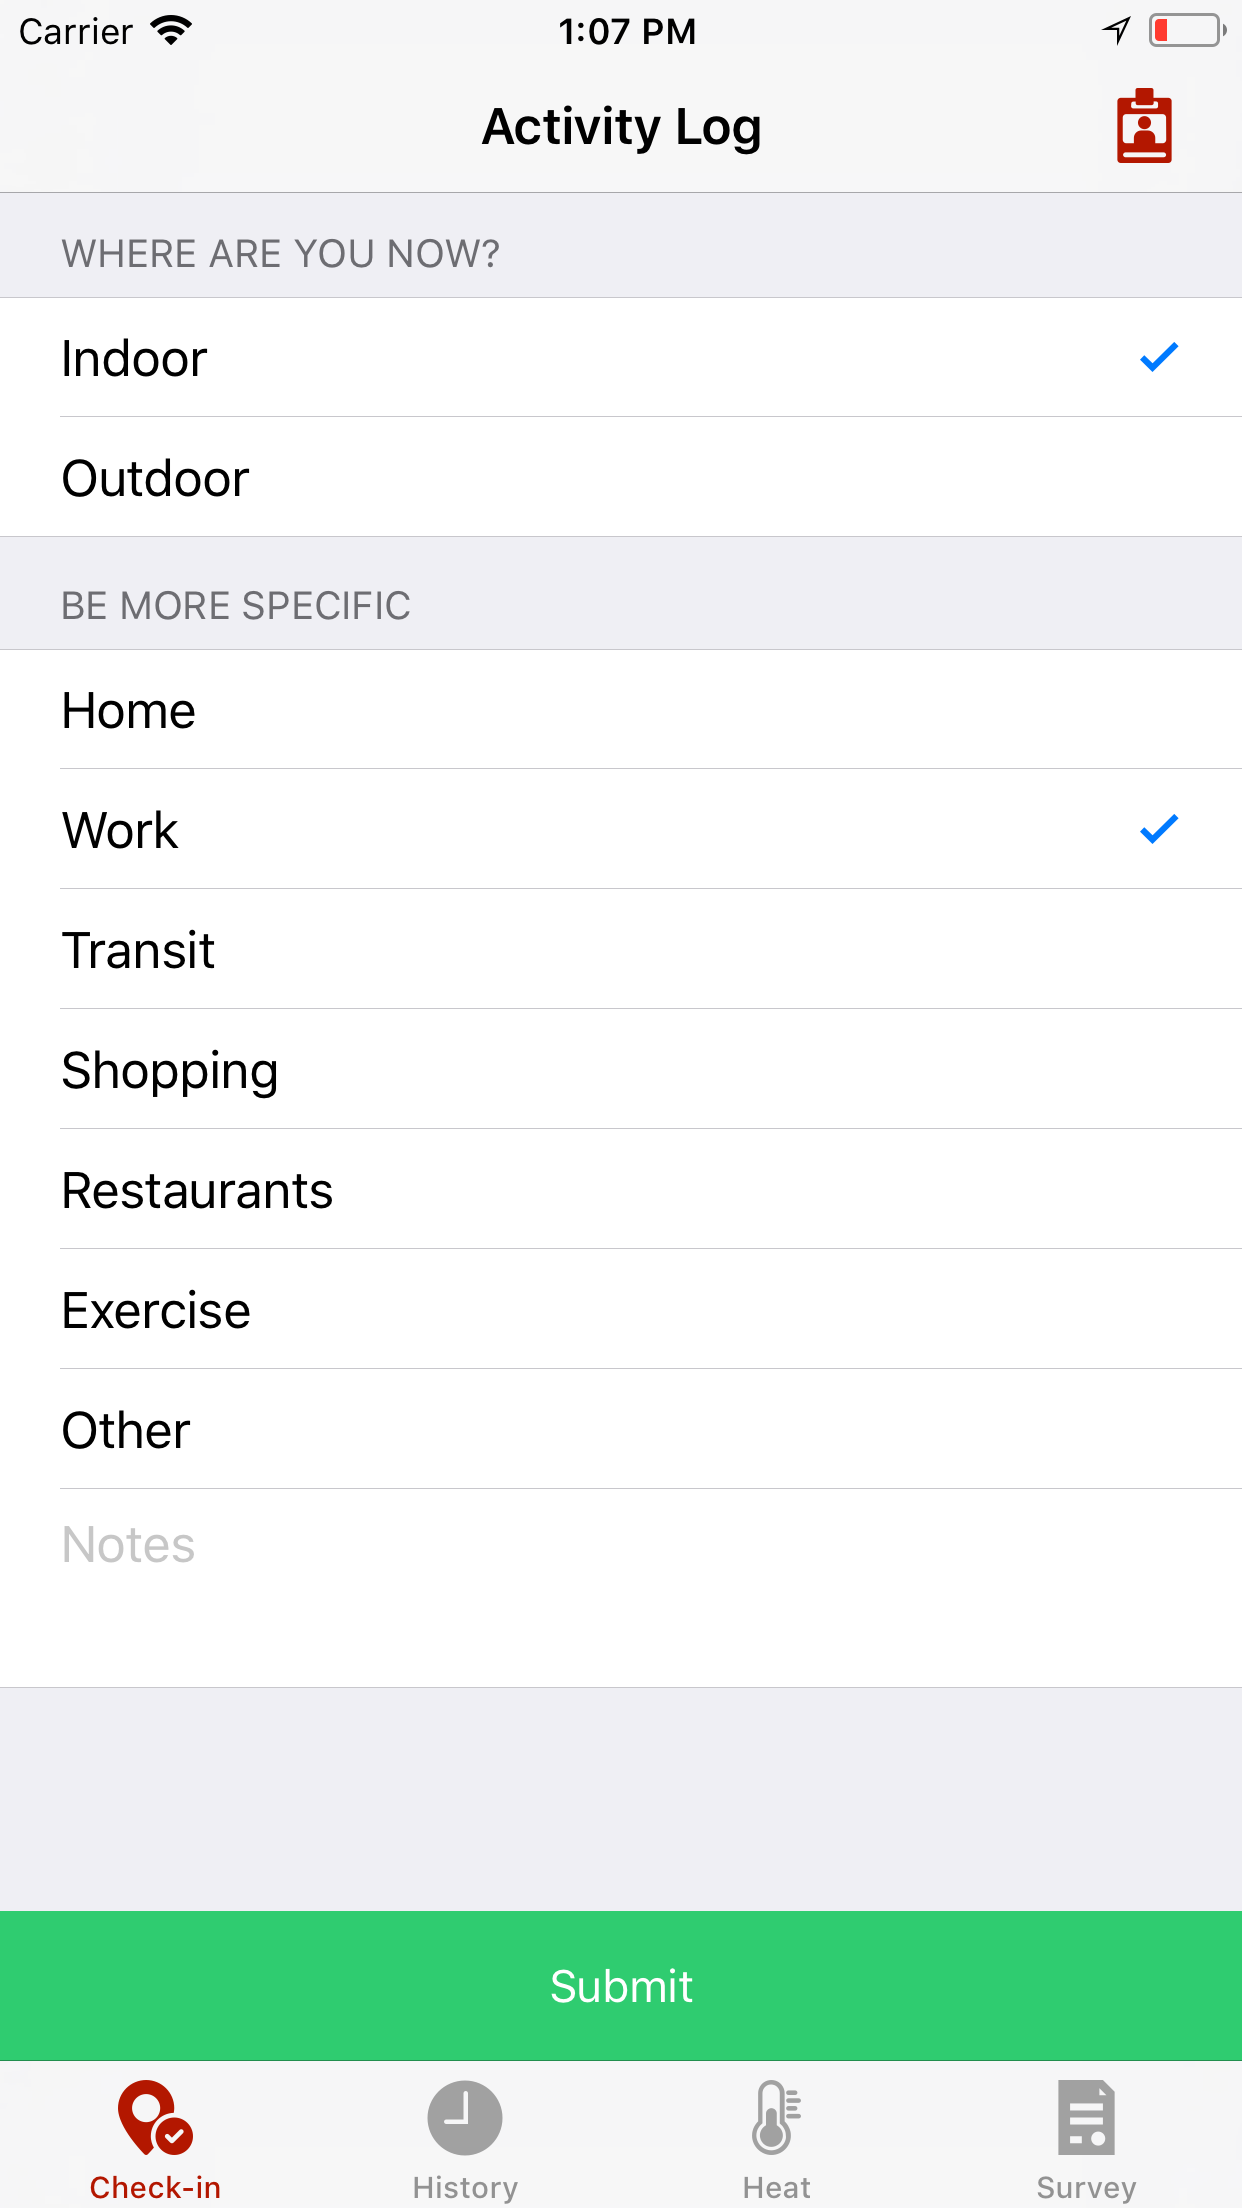 Carrier 1:07 PM
Activity Log
WHERE ARE YOU NOW?
Indoor
Outdoor
BE MORE SPECIFIC
Home
Work
Transit
Shopping
Restaurants
Exercise
Other
Notes
Submit
Check-in History Heat Survey